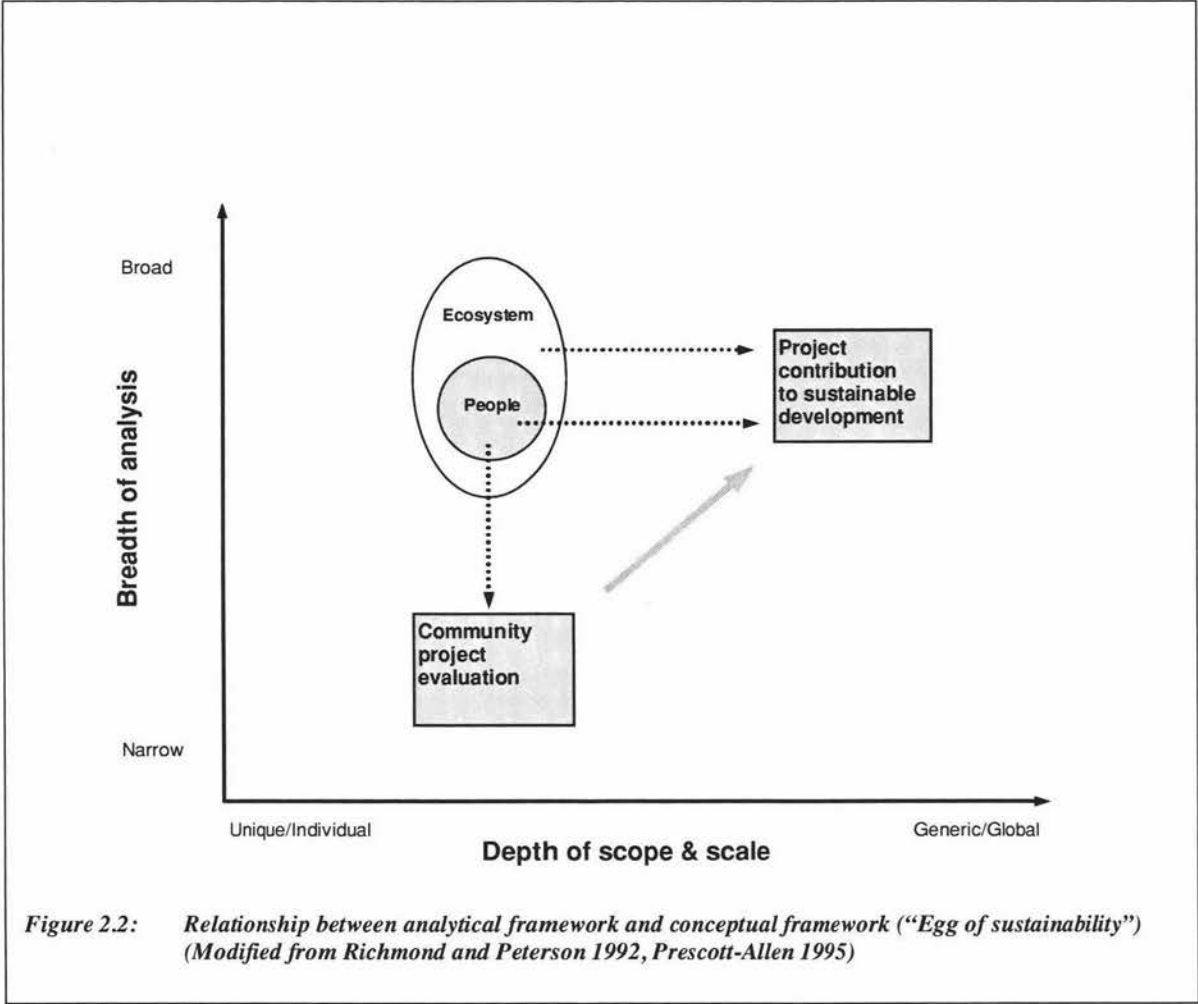 Broad
Ecosystem
Project
contribution
to sustainable
development
People
Breadth of analysis
Community
project
evaluation
Narrow
Unique/Individual
Generic/Global
Depth of scope & scale
Figure 2.2: Relationship between analytical framework and conceptual framework (“Egg of sustainability”)
(Modified from Richmond and Peterson 1992, Prescott-Allen 1995)